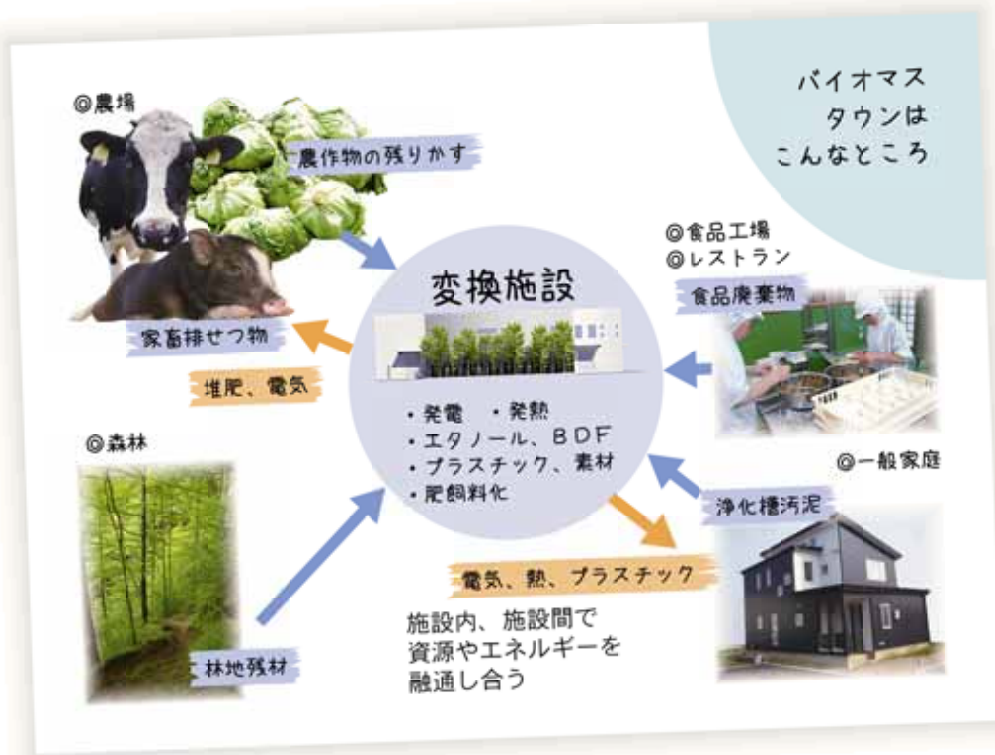 バイオマス
タウンは
こんなところ
◎農場
農作物の残りかす
家畜排せつ物
堆肥、電気
変換施設
・発電 ・発熱
・エタノール、BDF
・プラスチック、素材
・肥飼料化
◎食品工場
◎レストラン
食品廃棄物
◎一般家庭
浄化槽汚泥
◎森林
林地残材
電気、熱、プラスチック
施設内、施設間で
資源やエネルギーを
融通し合う